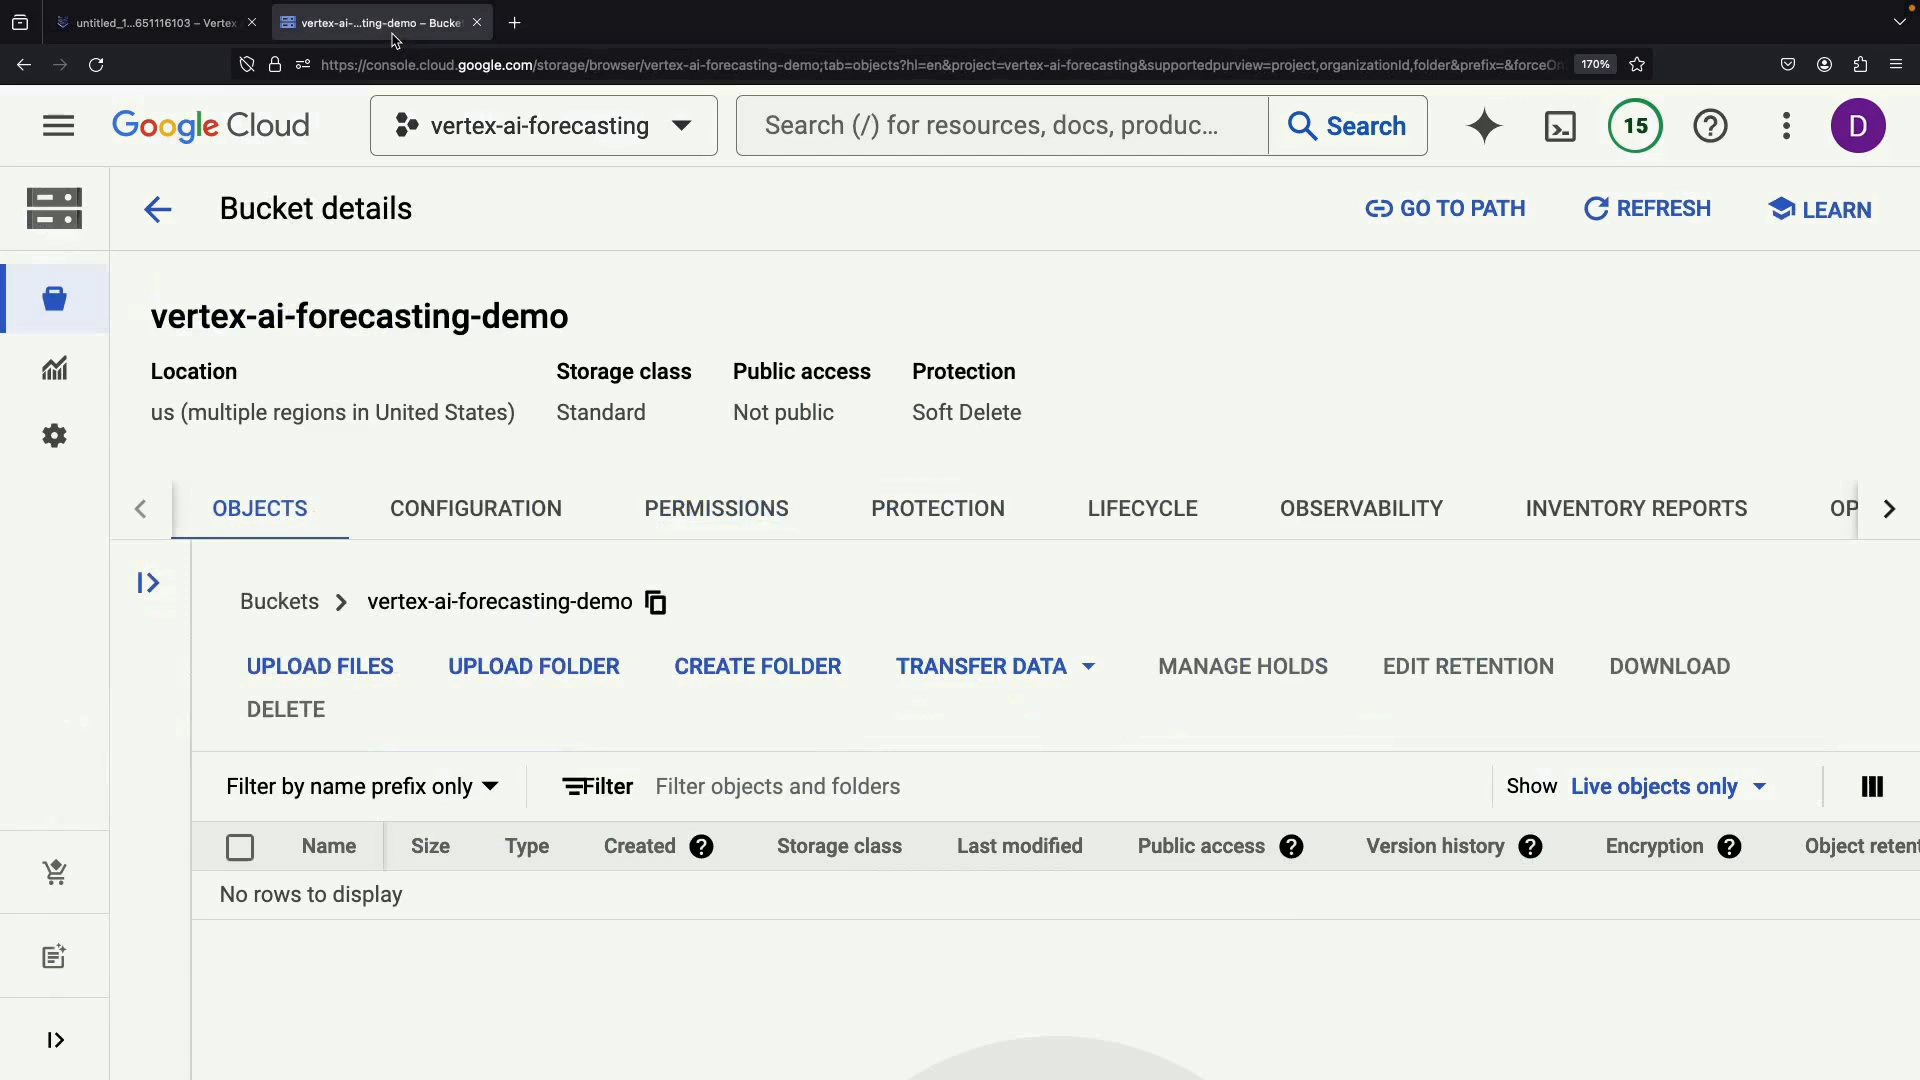 untitled_1...651116103 – Vertex
vertex-ai-...ting-demo – Bucke
https://console.cloud.google.com/storage/browser/vertex-ai-forecasting-demo;tab=objects?hl=en&project=vertex-ai-forecasting&supportedpurview=project,organizationId,folder&prefix=&forceOn
170%
Google Cloud
vertex-ai-forecasting
Search (/) for resources, docs, produc...
Search
15
D
Bucket details
GO TO PATH
REFRESH
LEARN
vertex-ai-forecasting-demo
Location
Storage class
Public access
Protection
us (multiple regions in United States)
Standard
Not public
Soft Delete
OBJECTS
CONFIGURATION
PERMISSIONS
PROTECTION
LIFECYCLE
OBSERVABILITY
INVENTORY REPORTS
OP
Buckets
vertex-ai-forecasting-demo
UPLOAD FILES
UPLOAD FOLDER
CREATE FOLDER
TRANSFER DATA
MANAGE HOLDS
EDIT RETENTION
DOWNLOAD
DELETE
Filter by name prefix only
Filter
Filter objects and folders
Show
Live objects only
Name
Size
Type
Created
Storage class
Last modified
Public access
Version history
Encryption
Object retent
No rows to display